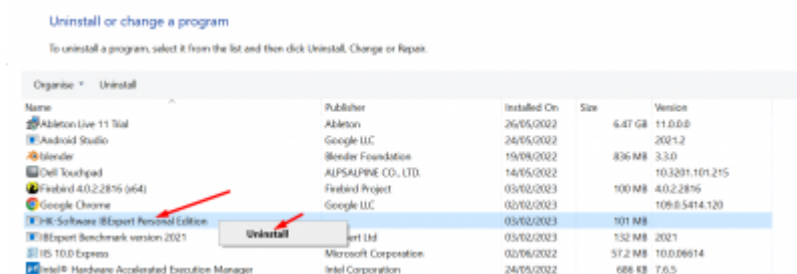 Uninstall or change a program
To uninstall a program, select it from the list and then click Uninstall, Change or Repair.
Organise Uninstall
Name Publisher Installed On Size Version
Ableton Live 11 Trial Ableton 26/05/2022 6.47 GB 11.0.0.0
Android Studio Google LLC 24/05/2022 2021.2
blender Blender Foundation 19/09/2022 836 MB 3.3.0
Dell Touchpad ALPSALPINE CO., LTD. 14/05/2022 10.3201.101.215
Firebird 4.0.2.2816 (x64) Firebird Project 03/02/2023 100 MB 4.0.2.2816
Google Chrome Google LLC 02/02/2023 109.0.5414.120
HK-Software IBExpert Personal Edition 03/02/2023 101 MB
IBExpert Benchmark version 2021 Uninstall ert Ltd 03/02/2023 132 MB 2021
IIS 10.0 Express Microsoft Corporation 02/06/2022 57.2 MB 10.0.06614
Intel® Hardware Accelerated Execution Manager Intel Corporation 24/05/2022 686 KB 7.6.5